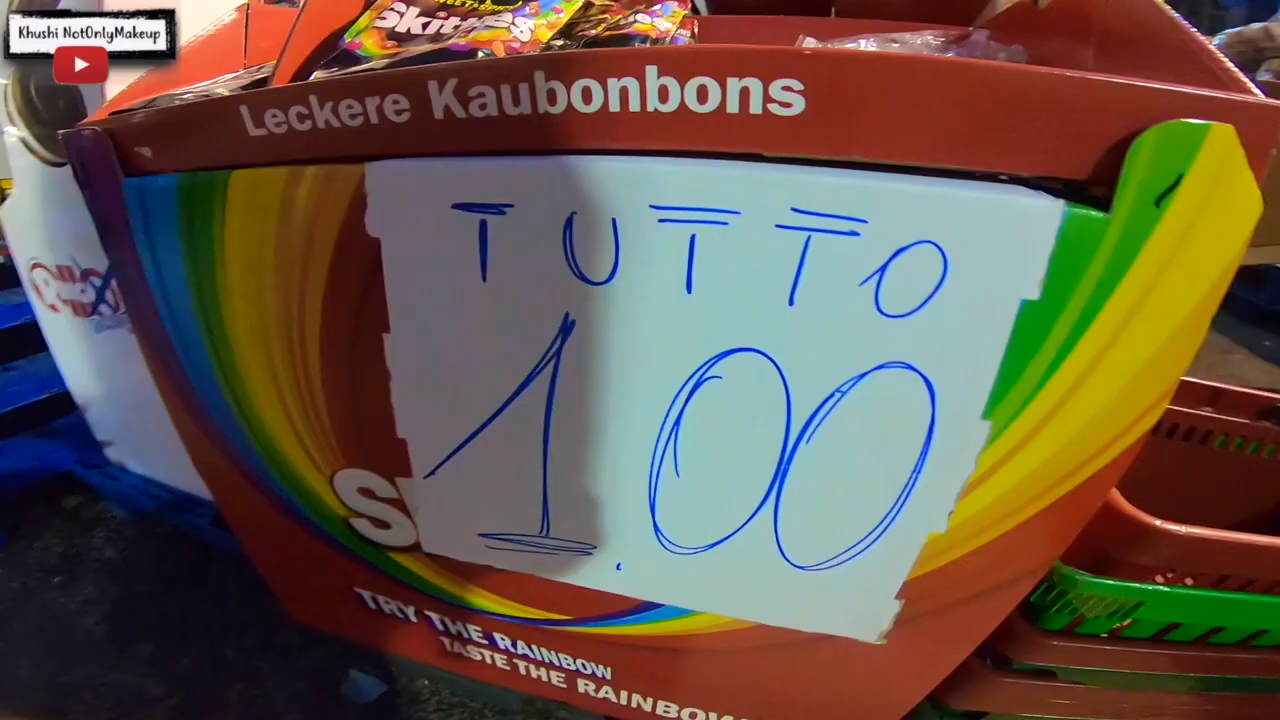 Khushi NotOnlyMakeup
Skittles
Leckere Kaubonbons
TUTTO
1.00
TRY THE RAINBOW
TASTE THE RAINBOW